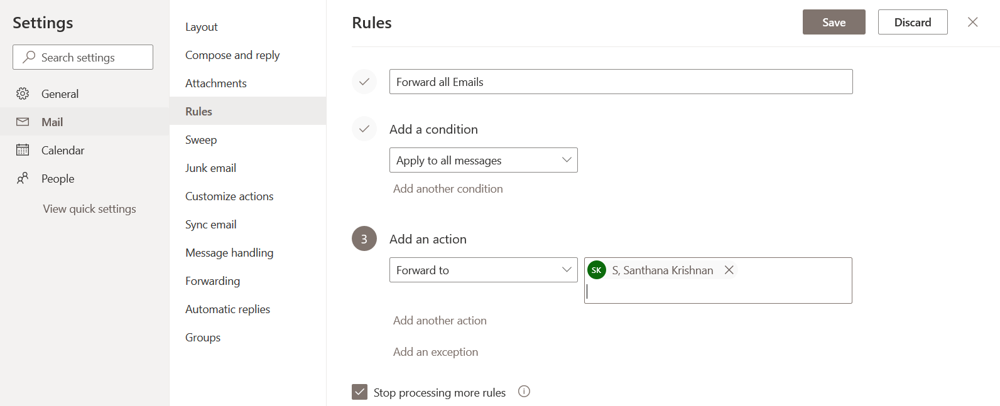 Settings
Search settings
General
Mail
Calendar
People
View quick settings
Layout
Compose and reply
Attachments
Rules
Sweep
Junk email
Customize actions
Sync email
Message handling
Forwarding
Automatic replies
Groups
Rules
Save
Discard
Forward all Emails
Add a condition
Apply to all messages
Add another condition
3
Add an action
Forward to
SK
S, Santhana Krishnan
Add another action
Add an exception
Stop processing more rules